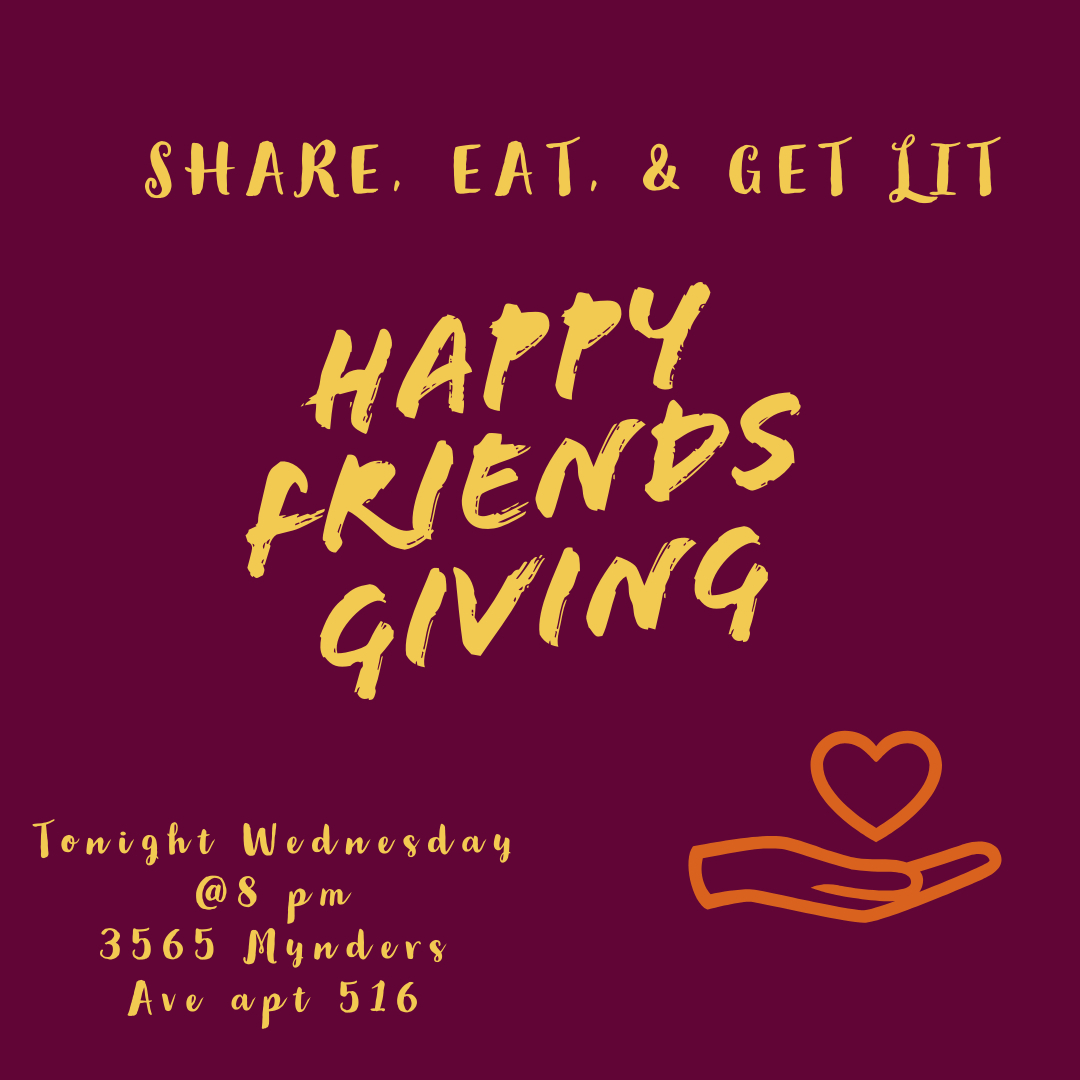 SHARE, EAT, & GET LIT
HAPPY
FRIENDS
GIVING
Tonight Wednesday
@8 pm
3565 Mynders
Ave apt 516